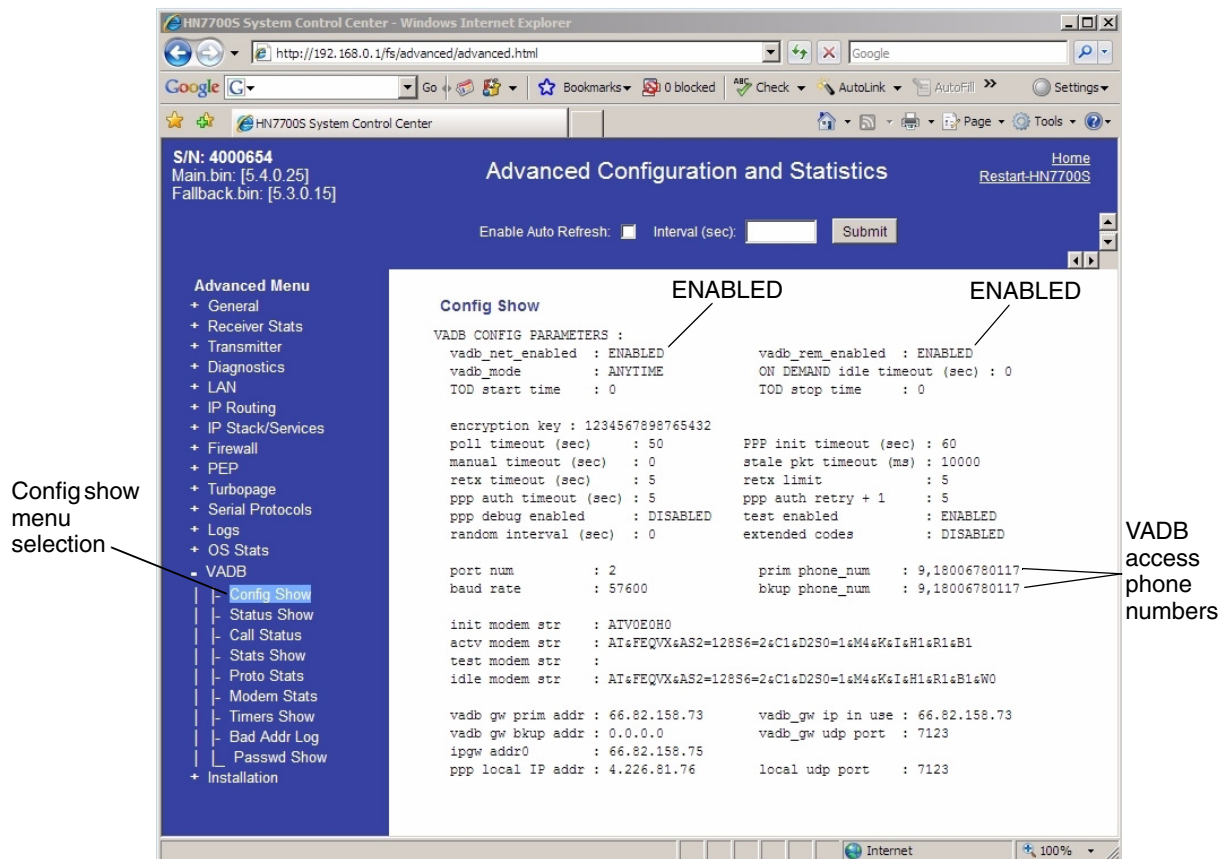 HN7700S System Control Center - Windows Internet Explorer
http://192.168.0.1/fs/advanced/advanced.html
Google
Google
G
Go
Bookmarks
0 blocked
ABC
Check
AutoLink
AutoFill
Settings
HN7700S System Control Center
Page
Tools
S/N: 4000654
Main.bin: [5.4.0.25]
Fallback.bin: [5.3.0.15]
Advanced Configuration and Statistics
Home
Restart-HN7700S
Enable Auto Refresh:
Interval (sec):
Submit
Advanced Menu
+ General
+ Receiver Stats
+ Transmitter
+ Diagnostics
+ LAN
+ IP Routing
+ IP Stack/Services
+ Firewall
+ PEP
+ Turbopage
+ Serial Protocols
+ Logs
+ OS Stats
- VADB
| |- Config Show
| |- Status Show
| |- Call Status
| |- Stats Show
| |- Proto Stats
| |- Modem Stats
| |- Timers Show
| |- Bad Addr Log
| |_ Passwd Show
+ Installation
Config show
menu
selection
ENABLED
ENABLED
Config Show
VADB CONFIG PARAMETERS :
vadb_net_enabled : ENABLED vadb_rem_enabled : ENABLED
vadb_mode : ANYTIME ON DEMAND idle timeout (sec) : 0
TOD start time : 0 TOD stop time : 0
encryption key : 1234567898765432
poll timeout (sec) : 50 PPP init timeout (sec) : 60
manual timeout (sec) : 0 stale pkt timeout (ms) : 10000
retx timeout (sec) : 5 retx limit : 5
ppp auth timeout (sec) : 5 ppp auth retry + 1 : 5
ppp debug enabled : DISABLED test enabled : ENABLED
random interval (sec) : 0 extended codes : DISABLED
port num : 2 prim phone_num : 9,18006780117
baud rate : 57600 bkup phone_num : 9,18006780117
init modem str : ATV0E0H0
actv modem str : AT&FEQVX&AS2=128S6=2&C1&D2S0=1&M4&K&I&H1&R1&B1
test modem str :
idle modem str : AT&FEQVX&AS2=128S6=2&C1&D2S0=1&M4&K&I&H1&R1&B1&W0
vadb gw prim addr : 66.82.158.73 vadb_gw ip in use : 66.82.158.73
vadb gw bkup addr : 0.0.0.0 vadb_gw udp port : 7123
ipgw addr0 : 66.82.158.75
ppp local IP addr : 4.226.81.76 local udp port : 7123
VADB
access
phone
numbers
Internet
100%